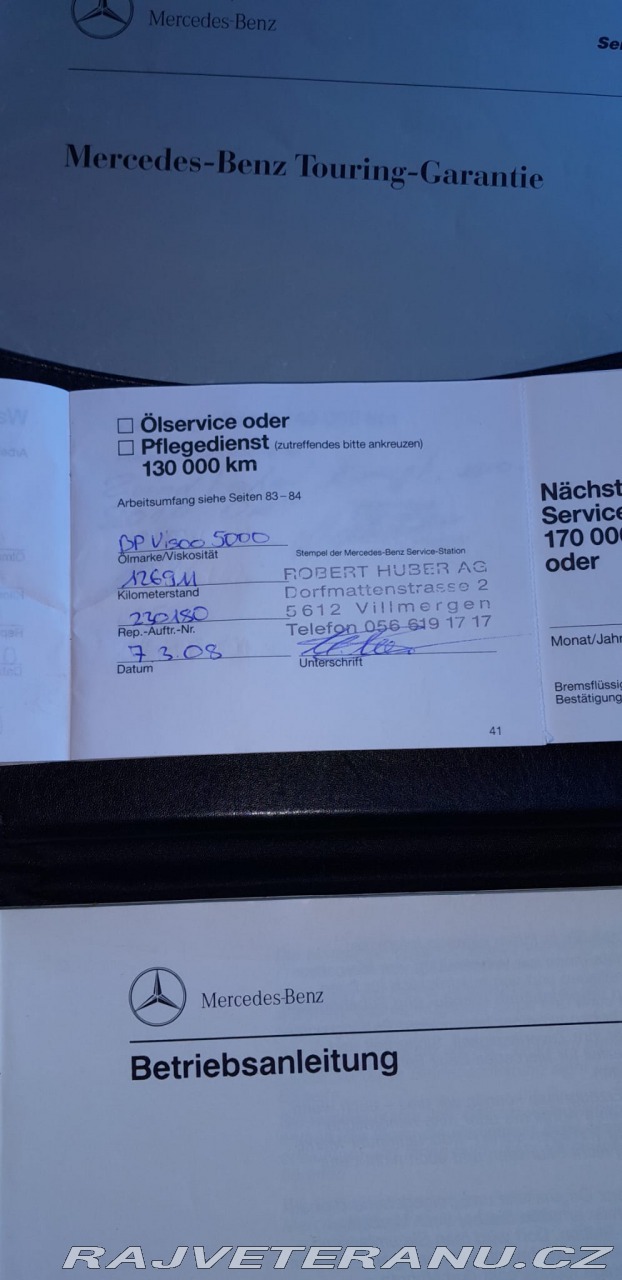 Mercedes-Benz
Mercedes-Benz Touring-Garantie
Ölservice oder
Pflegedienst (zutreffendes bitte ankreuzen)
130 000 km
Arbeitsumfang siehe Seiten 83–84
BP Visco 5000
Ölmarke/Viskosität
126911
Kilometerstand
230180
Rep.-Auftr.-Nr.
7.3.08
Datum
Stempel der Mercedes-Benz Service-Station
ROBERT HUBER AG
Dorfmattenstrasse 2
5612 Villmergen
Telefon 056 619 17 17
Unterschrift
41
Nächst
Service
170 00
oder
Monat/Jahr
Bremsflüssig
Bestätigung
Mercedes-Benz
Betriebsanleitung
RAJVETERANU.CZ